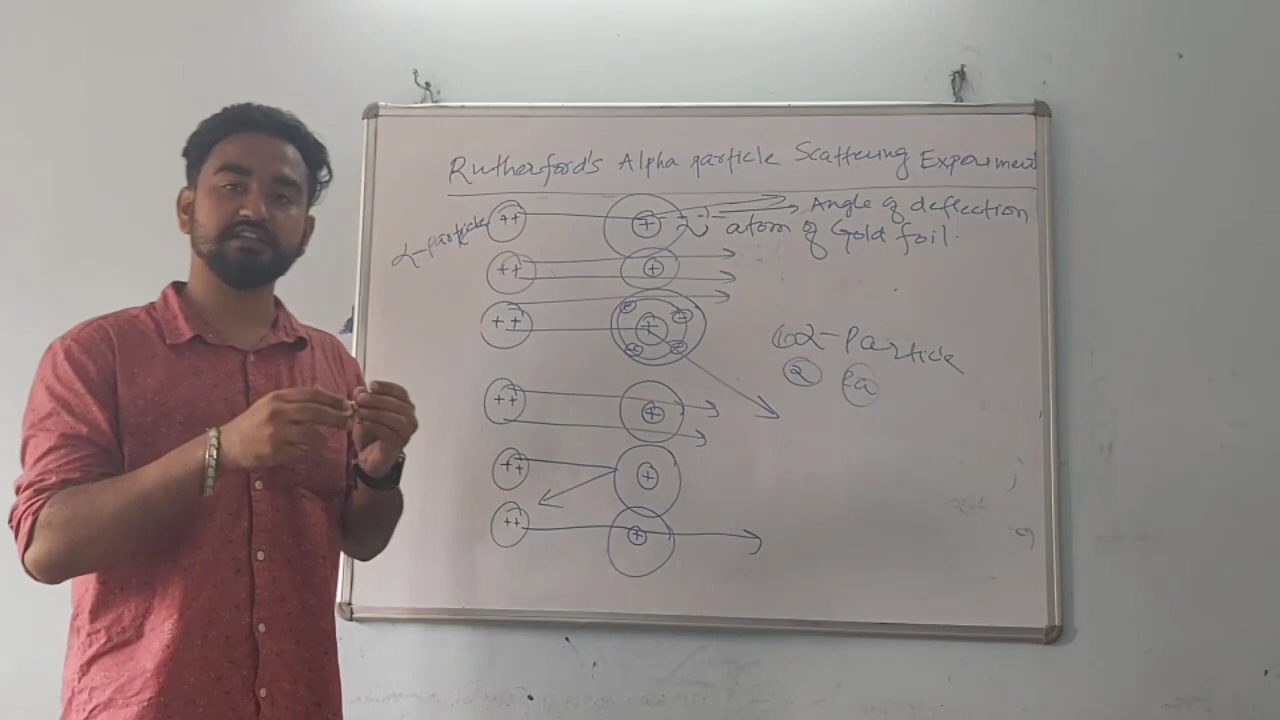 Rutherford's Alpha particle Scattering Experiment
α-particle ++ + Angle of deflection
atom of Gold foil.
++ +
++ +
α-Particle
++ +
++ +
++ +